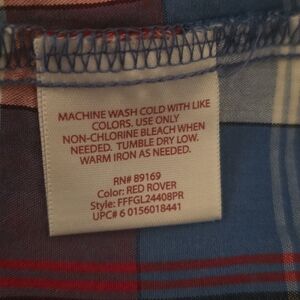 MACHINE WASH COLD WITH LIKE
COLORS. USE ONLY
NON-CHLORINE BLEACH WHEN
NEEDED. TUMBLE DRY LOW.
WARM IRON AS NEEDED.
RN# 89169
Color: RED ROVER
Style: FFFGL24408PR
UPC# 6 0156018441